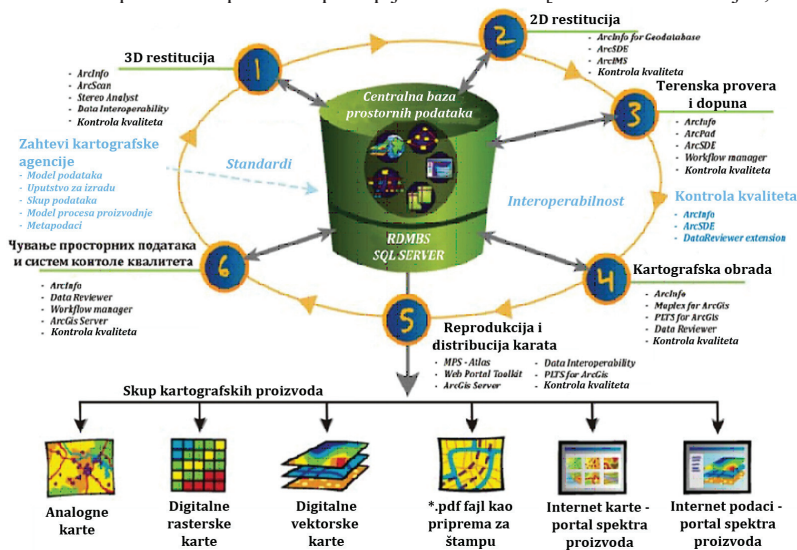 2D restitucija
- ArcInfo for Geodatabase
- ArcSDE
- ArcIMS
- Kontrola kvaliteta
2
3D restitucija
- ArcInfo
- ArcScan
- Stereo Analyst
- Data Interoperability
- Kontrola kvaliteta
1
Centralna baza
prostornih podataka
Terenska provera
i dopuna
- ArcInfo
- ArcPad
- ArcSDE
- Workflow manager
- Kontrola kvaliteta
3
Zahtevi kartografske
agencije
- Model podataka
- Uputstvo za izradu
- Skup podataka
- Model procesa proizvodnje
- Metapodaci
Standardi
Interoperabilnost
Kontrola kvaliteta
- ArcInfo
- ArcSDE
- DataReviewer extension
RDMBS
SQL SERVER
Чување просторних података
и систем контоле квалитета
- ArcInfo
- Data Reviewer
- Workflow manager
- ArcGis Server
- Kontrola kvaliteta
6
4
Kartografska obrada
- ArcInfo
- Maplex for ArcGis
- PLTS for ArcGis
- Data Reviewer
- Kontrola kvaliteta
5
Reprodukcija i
distribucija karata
- MPS - Atlas
- Web Portal Toolkit
- ArcGis Server
- Data Interoperability
- PLTS for ArcGis
- Kontrola kvaliteta
Skup kartografskih proizvoda
Analogne
karte
Digitalne
rasterske
karte
Digitalne
vektorske
karte
*.pdf fajl kao
priprema za
štampu
Internet karte -
portal spektra
proizvoda
Internet podaci -
portal spektra
proizvoda